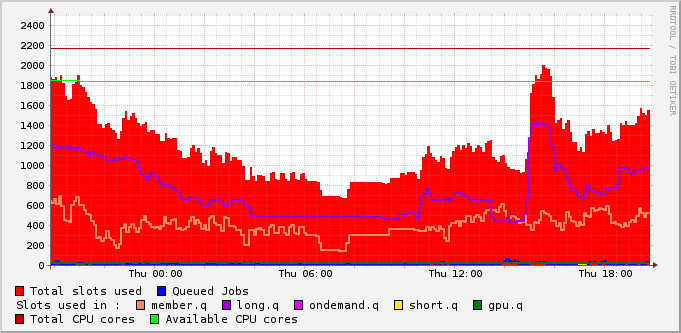 RRDTOOL / TOBI OETIKER
2400
2200
2000
1800
1600
1400
1200
1000
800
600
400
200
0
Thu 00:00 Thu 06:00 Thu 12:00 Thu 18:00
Total slots used Queued Jobs
Slots used in : member.q long.q ondemand.q short.q gpu.q
Total CPU cores Available CPU cores